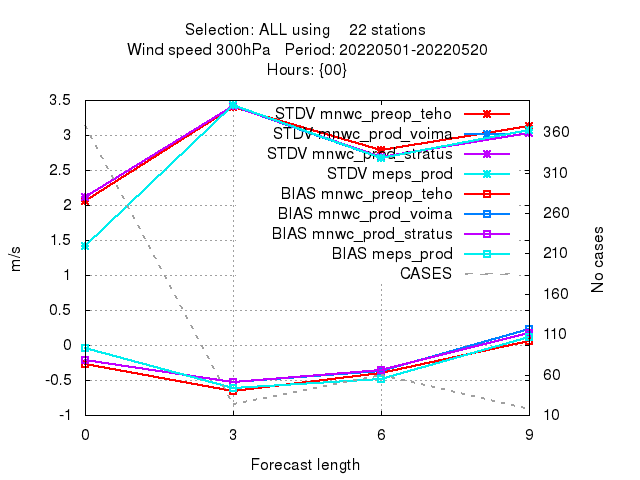 Selection: ALL using 22 stations
Wind speed 300hPa Period: 20220501-20220520
Hours: {00}
3.5
3
2.5
2
1.5
1
0.5
0
-0.5
-1
m/s
STDV mnwc_preop_teho
STDV mnwc_prod_voima
STDV mnwc_prod_stratus
STDV meps_prod
BIAS mnwc_preop_teho
BIAS mnwc_prod_voima
BIAS mnwc_prod_stratus
BIAS meps_prod
CASES
360
310
260
210
160
110
60
10
No cases
0 3 6 9
Forecast length